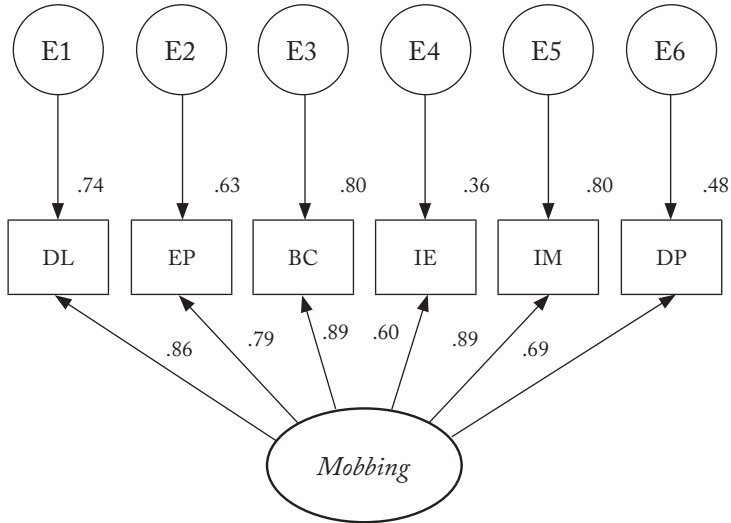 E1 E2 E3 E4 E5 E6
.74 .63 .80 .36 .80 .48
DL EP BC IE IM DP
.86 .79 .89 .60 .89 .69
Mobbing